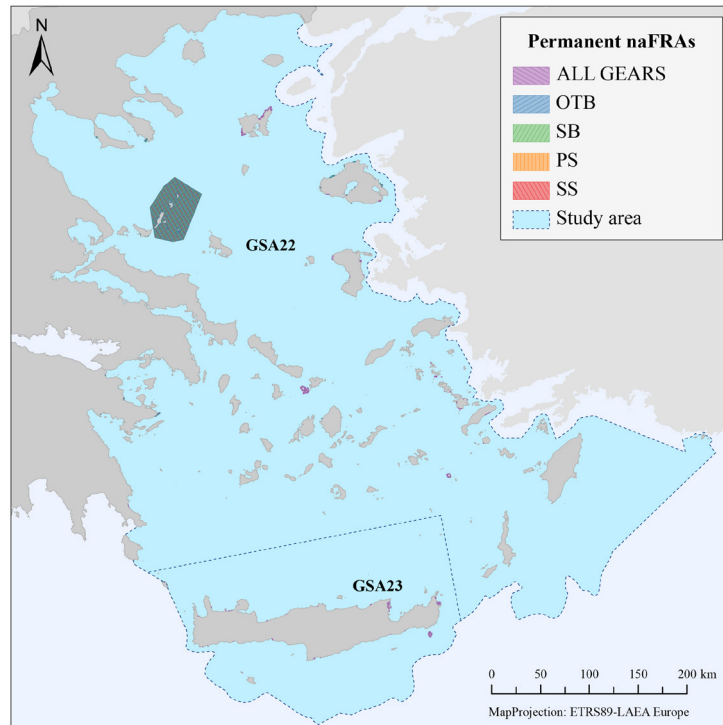 N
Permanent naFRAs
ALL GEARS
OTB
SB
PS
SS
Study area
GSA22
GSA23
0 50 100 150 200 km
MapProjection: ETRS89-LAEA Europe